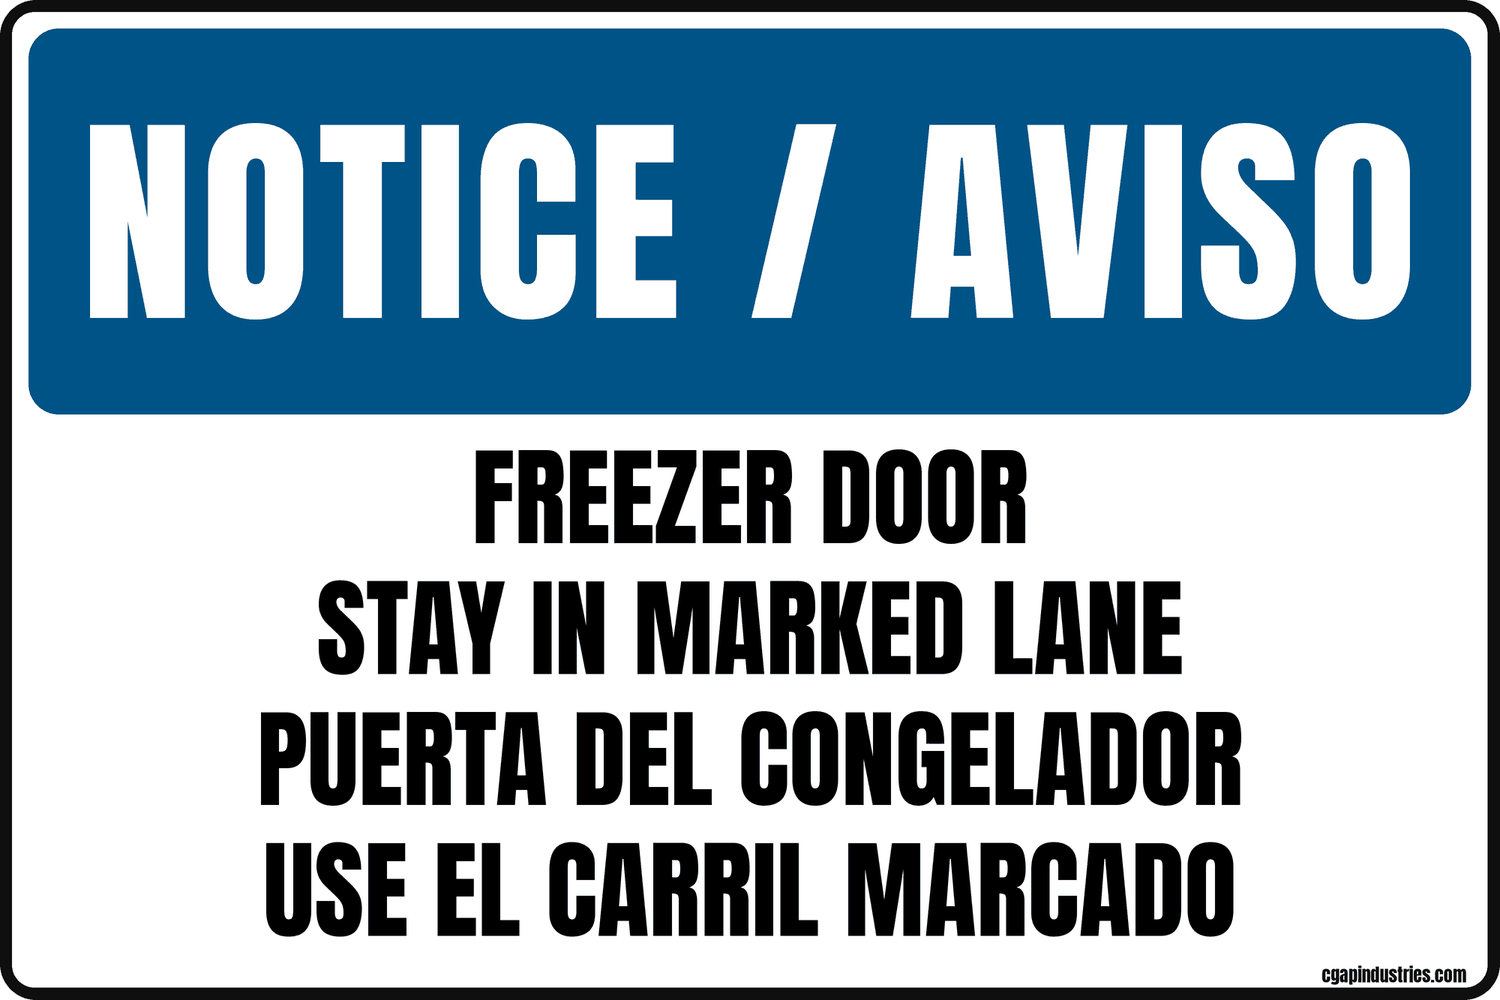 NOTICE / AVISO
FREEZER DOOR
STAY IN MARKED LANE
PUERTA DEL CONGELADOR
USE EL CARRIL MARCADO
cgapindustries.com